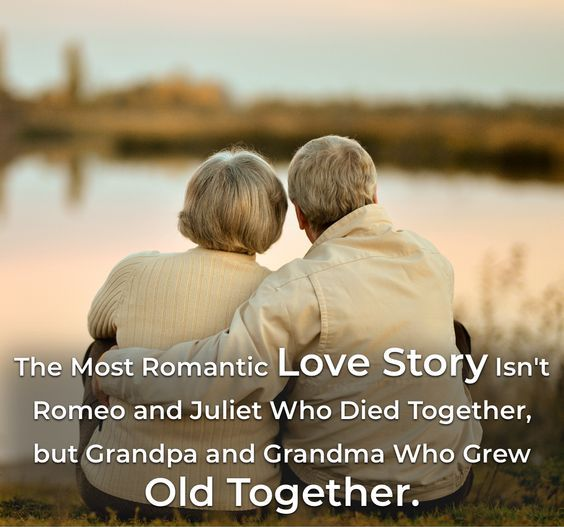 The Most Romantic Love Story Isn't
Romeo and Juliet Who Died Together,
but Grandpa and Grandma Who Grew
Old Together.